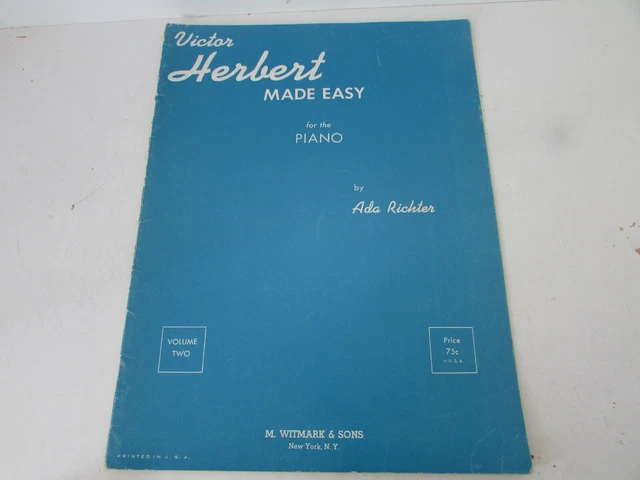 Victor
Herbert
MADE EASY
for the
PIANO
by
Ada Richter
VOLUME
TWO
Price
75c
in U. S. A.
M. WITMARK & SONS
New York, N. Y.
PRINTED IN U. S. A.